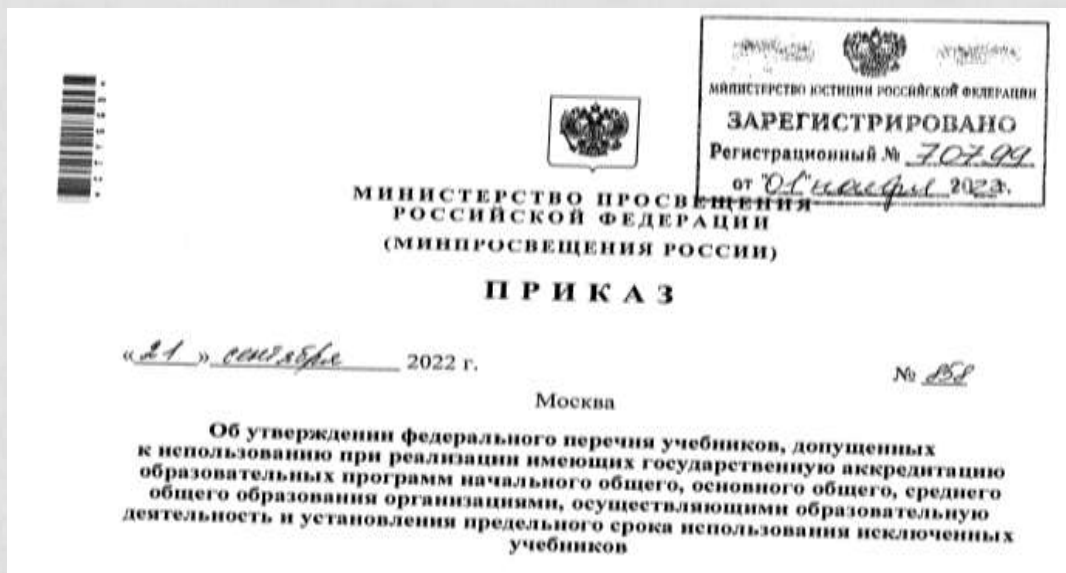 МИНИСТЕРСТВО ЮСТИЦИИ РОССИЙСКОЙ ФЕДЕРАЦИИ
ЗАРЕГИСТРИРОВАНО
Регистрационный № 70799
от "01" ноября 2022.
МИНИСТЕРСТВО ПРОСВЕЩЕНИЯ
РОССИЙСКОЙ ФЕДЕРАЦИИ
(МИНПРОСВЕЩЕНИЯ РОССИИ)
ПРИКАЗ
«21» сентября 2022 г.
№ 858
Москва
Об утверждении федерального перечня учебников, допущенных
к использованию при реализации имеющих государственную аккредитацию
образовательных программ начального общего, основного общего, среднего
общего образования организациями, осуществляющими образовательную
деятельность и установления предельного срока использования исключенных
учебников